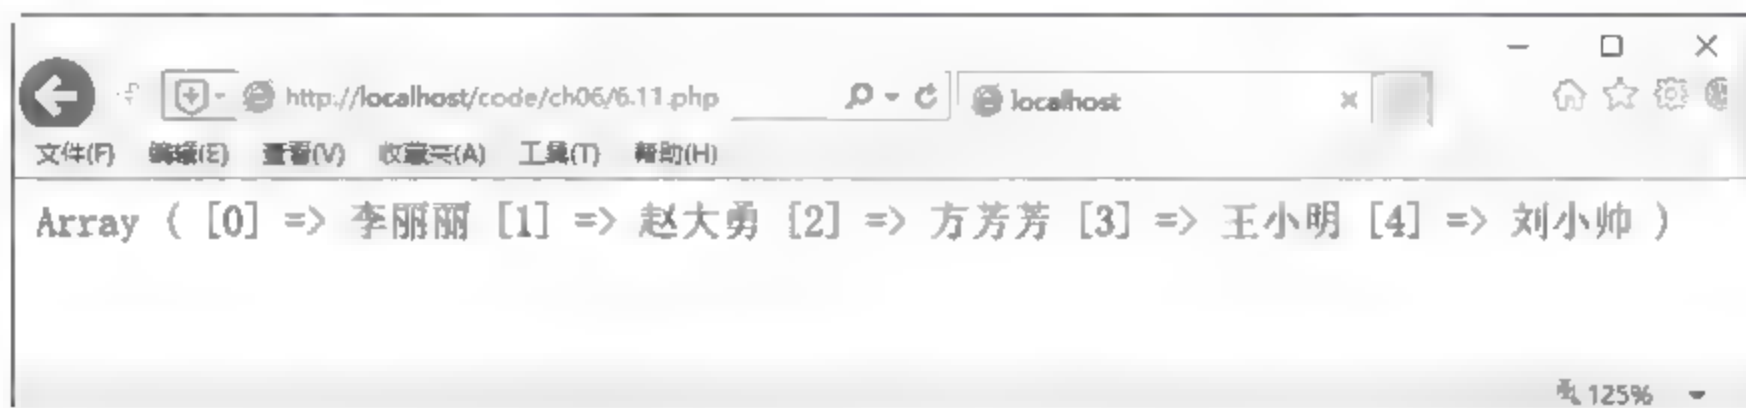 http://localhost/code/ch06/6.11.php localhost
文件(F) 编辑(E) 查看(V) 收藏夹(A) 工具(T) 帮助(H)
Array ( [0] => 李丽丽 [1] => 赵大勇 [2] => 方芳芳 [3] => 王小明 [4] => 刘小帅 )
125%